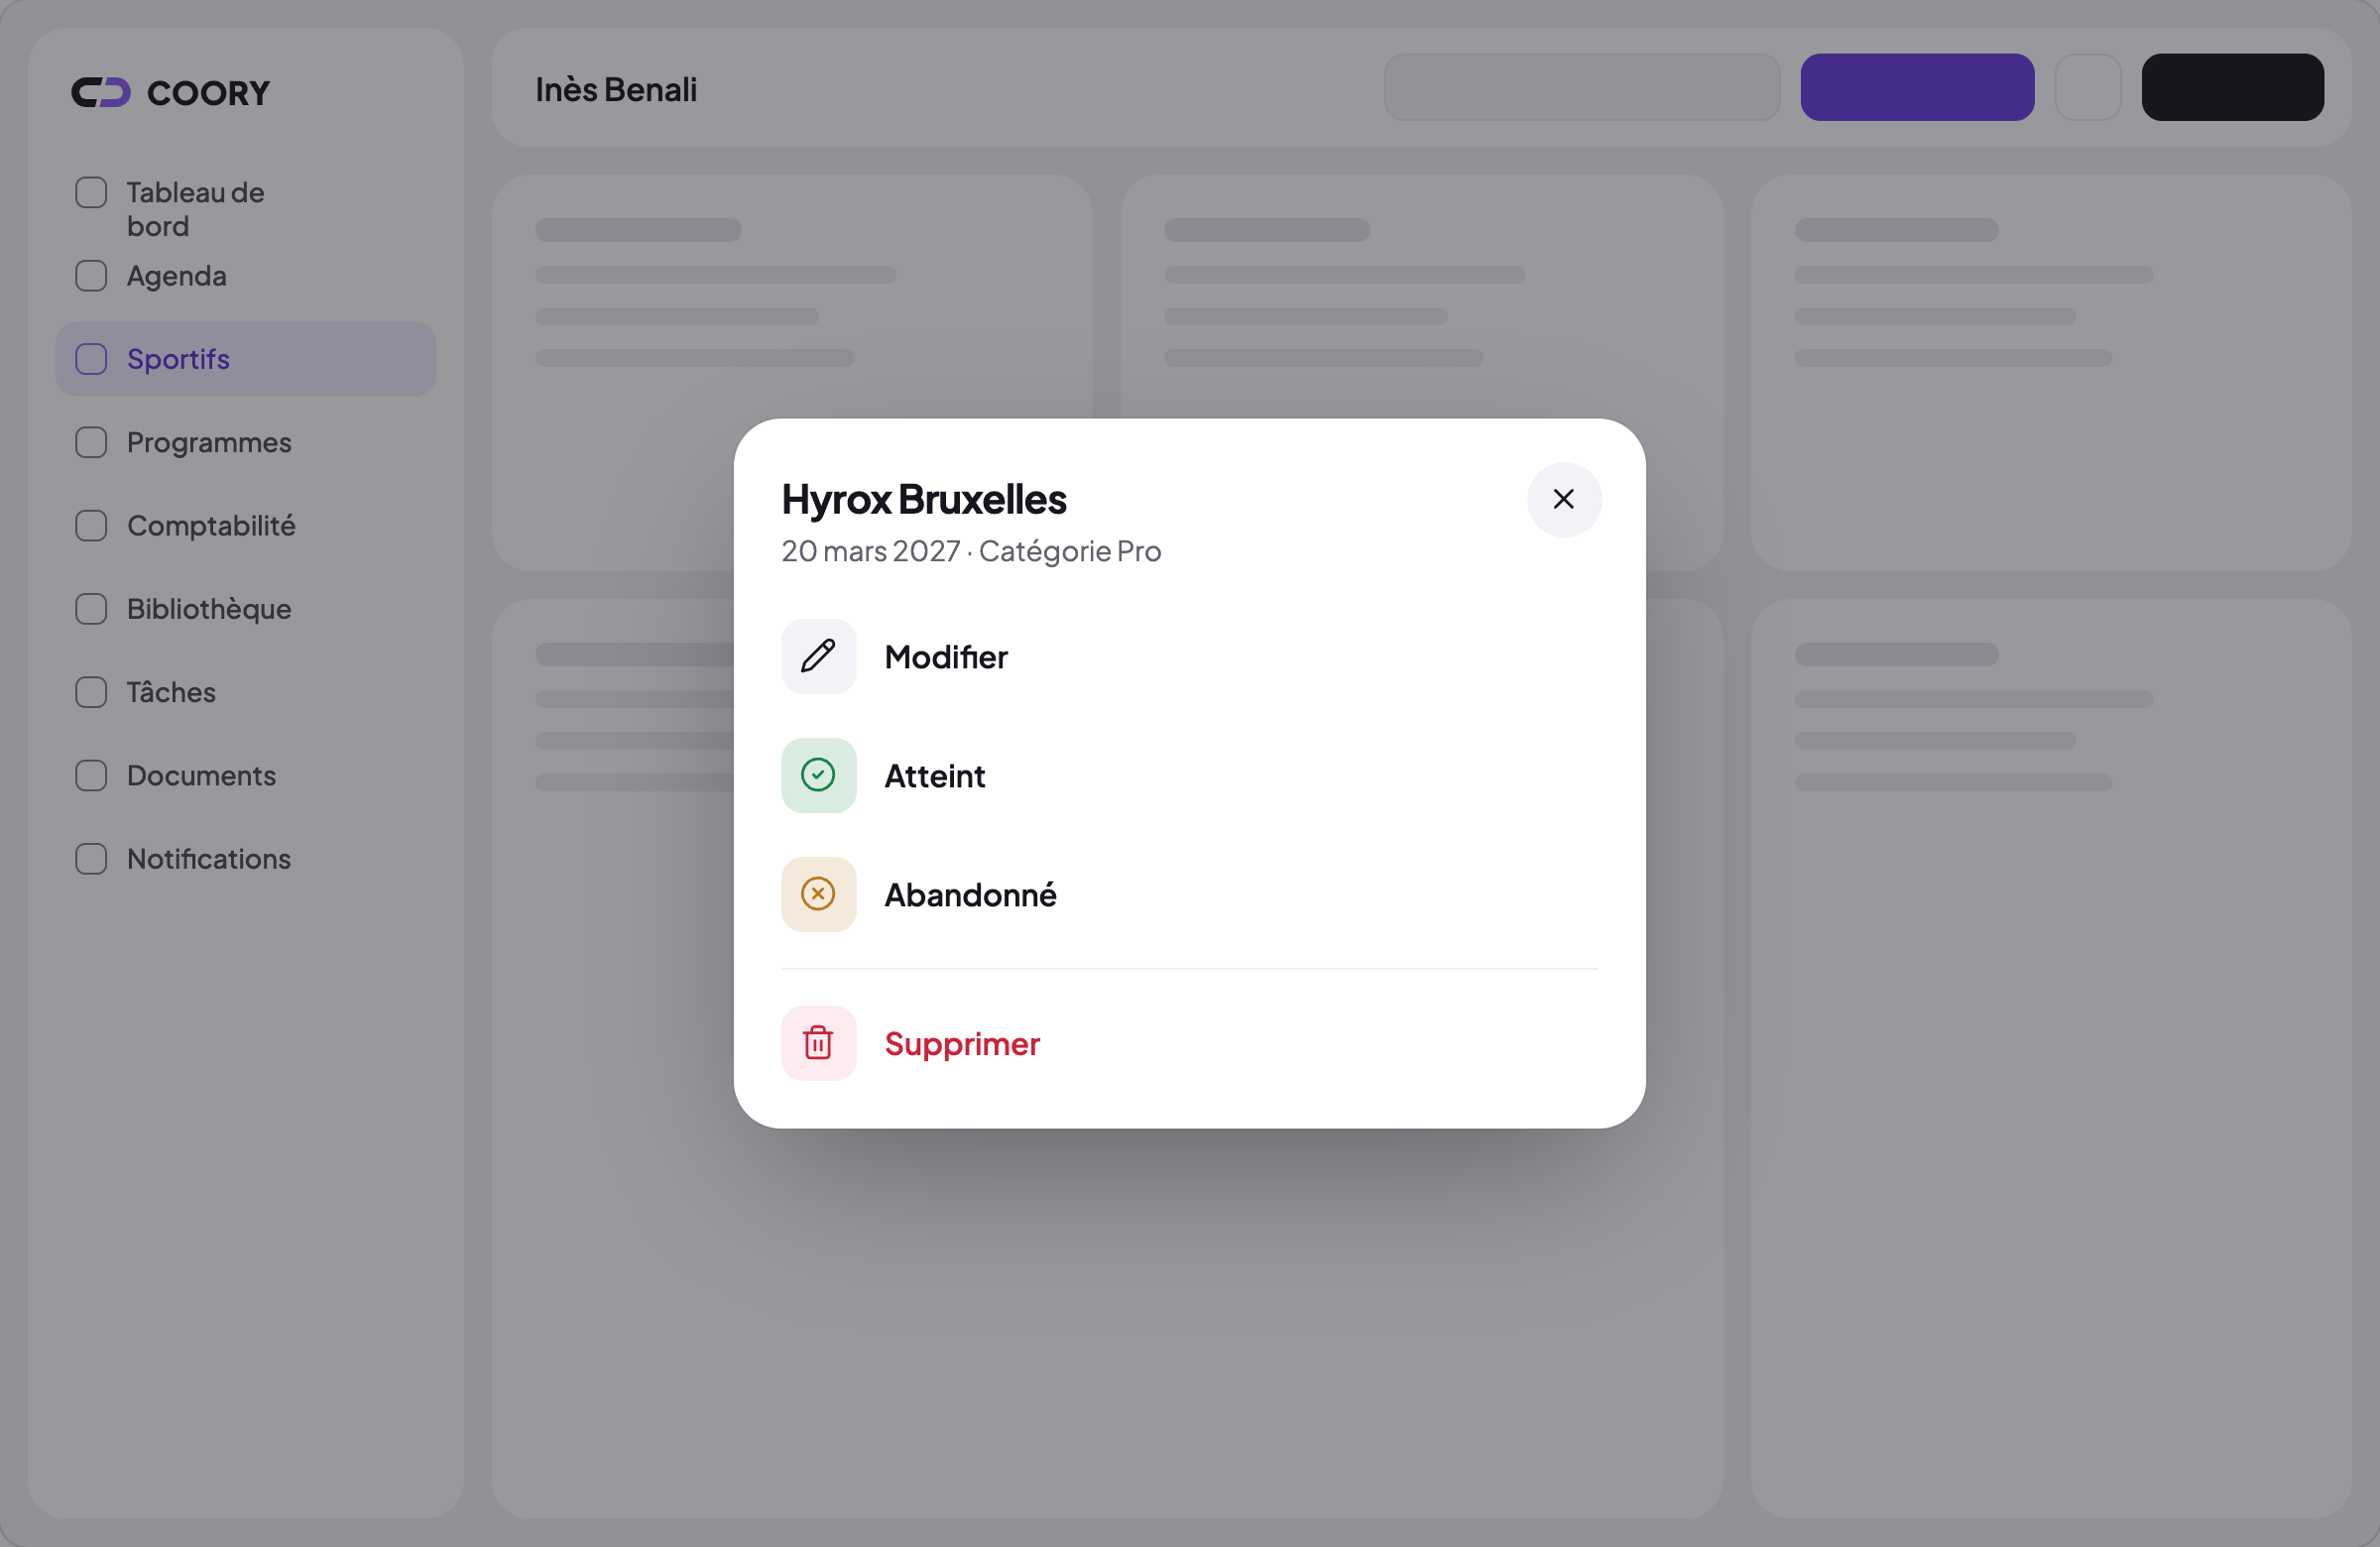 COORY
Tableau de
bord
Agenda
Sportifs
Programmes
Comptabilité
Bibliothèque
Tâches
Documents
Notifications
Inès Benali
Hyrox Bruxelles
20 mars 2027 · Catégorie Pro
Modifier
Atteint
Abandonné
Supprimer